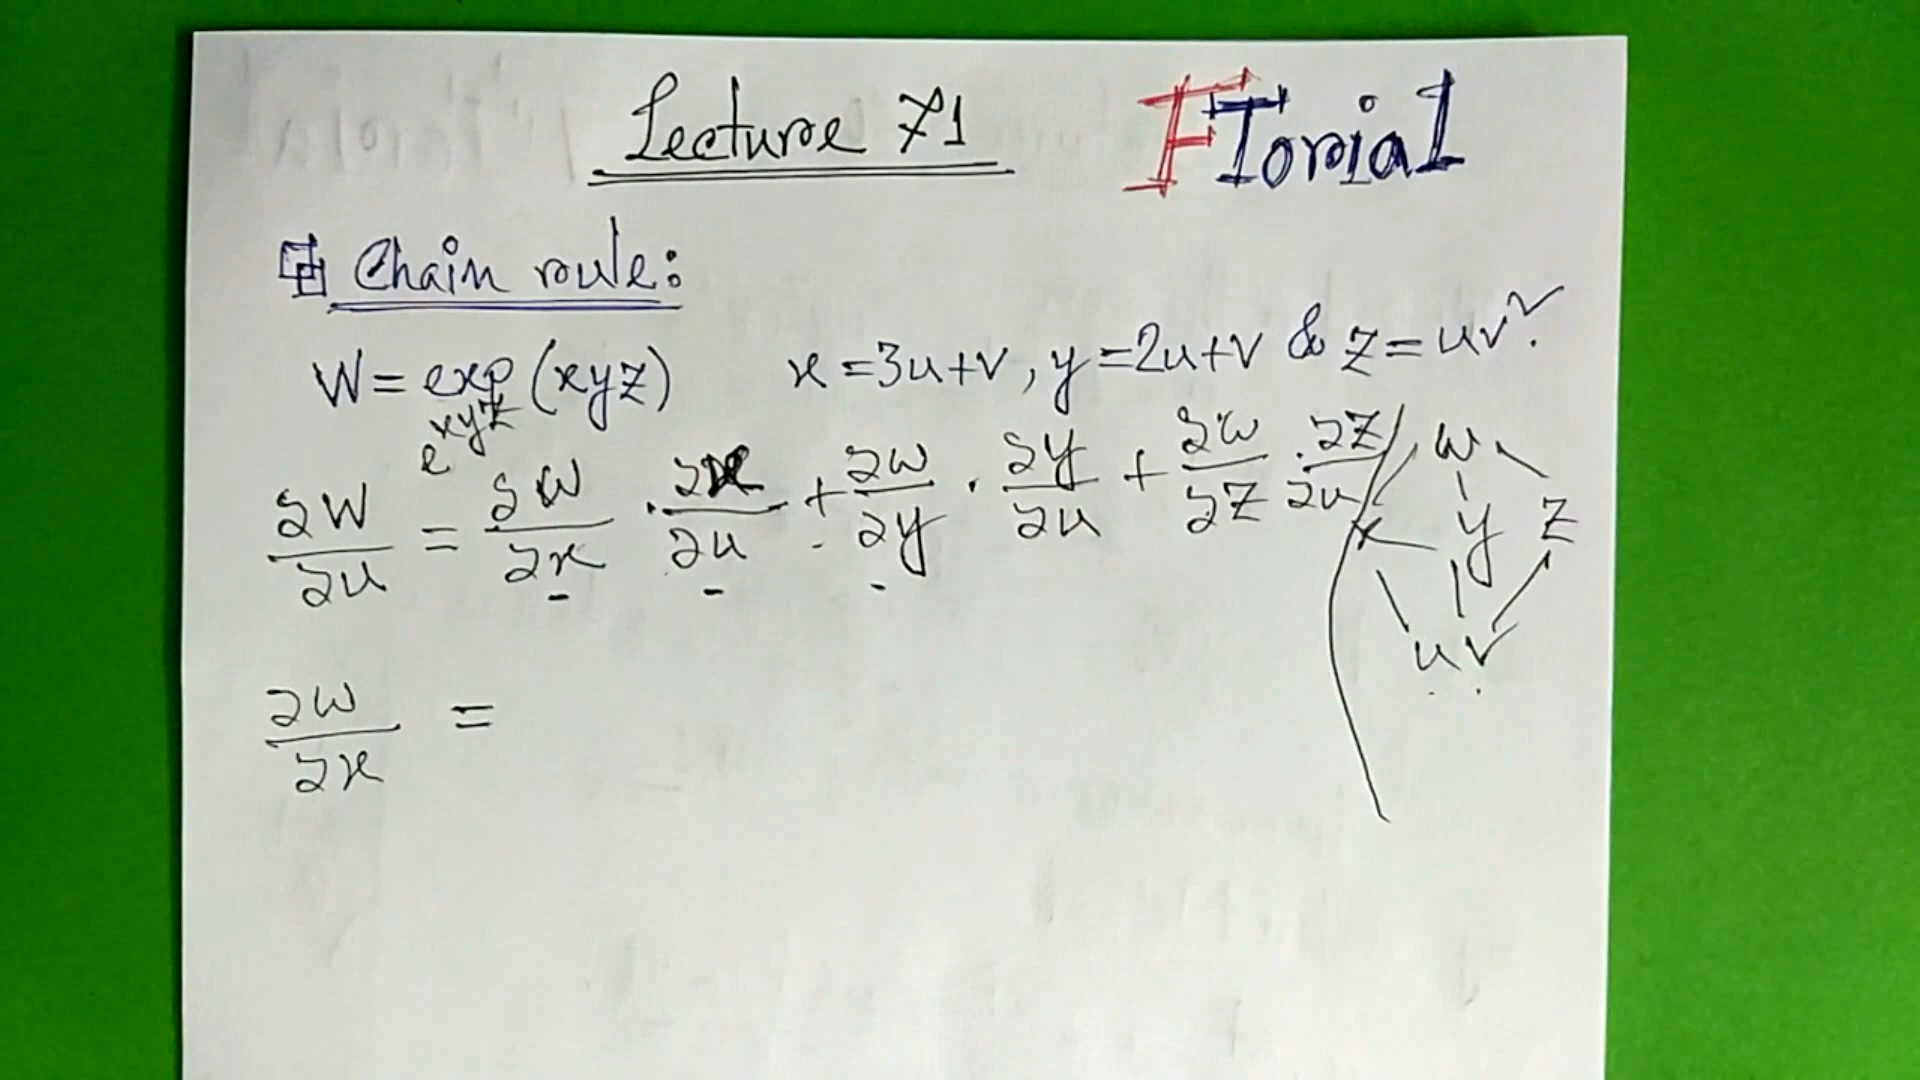 Lecture 71
FTorial
Chain rule:
W = exp(xyz) x = 3u+v, y = 2u+v & z = uv².
e^xyz
∂W/∂u = ∂W/∂x · ∂x/∂u + ∂w/∂y · ∂y/∂u + ∂w/∂z · ∂z/∂u
w
x y z
u v
∂w/∂x =